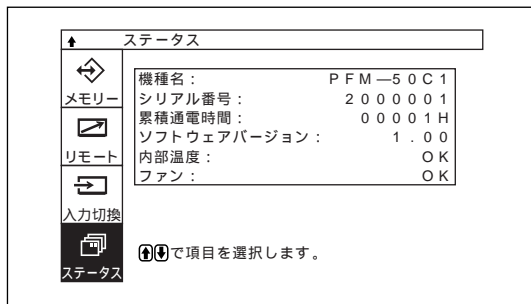 ステータス
メモリー
リモート
入力切換
ステータス
機種名： PFM—50C1
シリアル番号： 2000001
累積通電時間： 00001H
ソフトウェアバージョン： 1.00
内部温度： OK
ファン： OK
で項目を選択します。